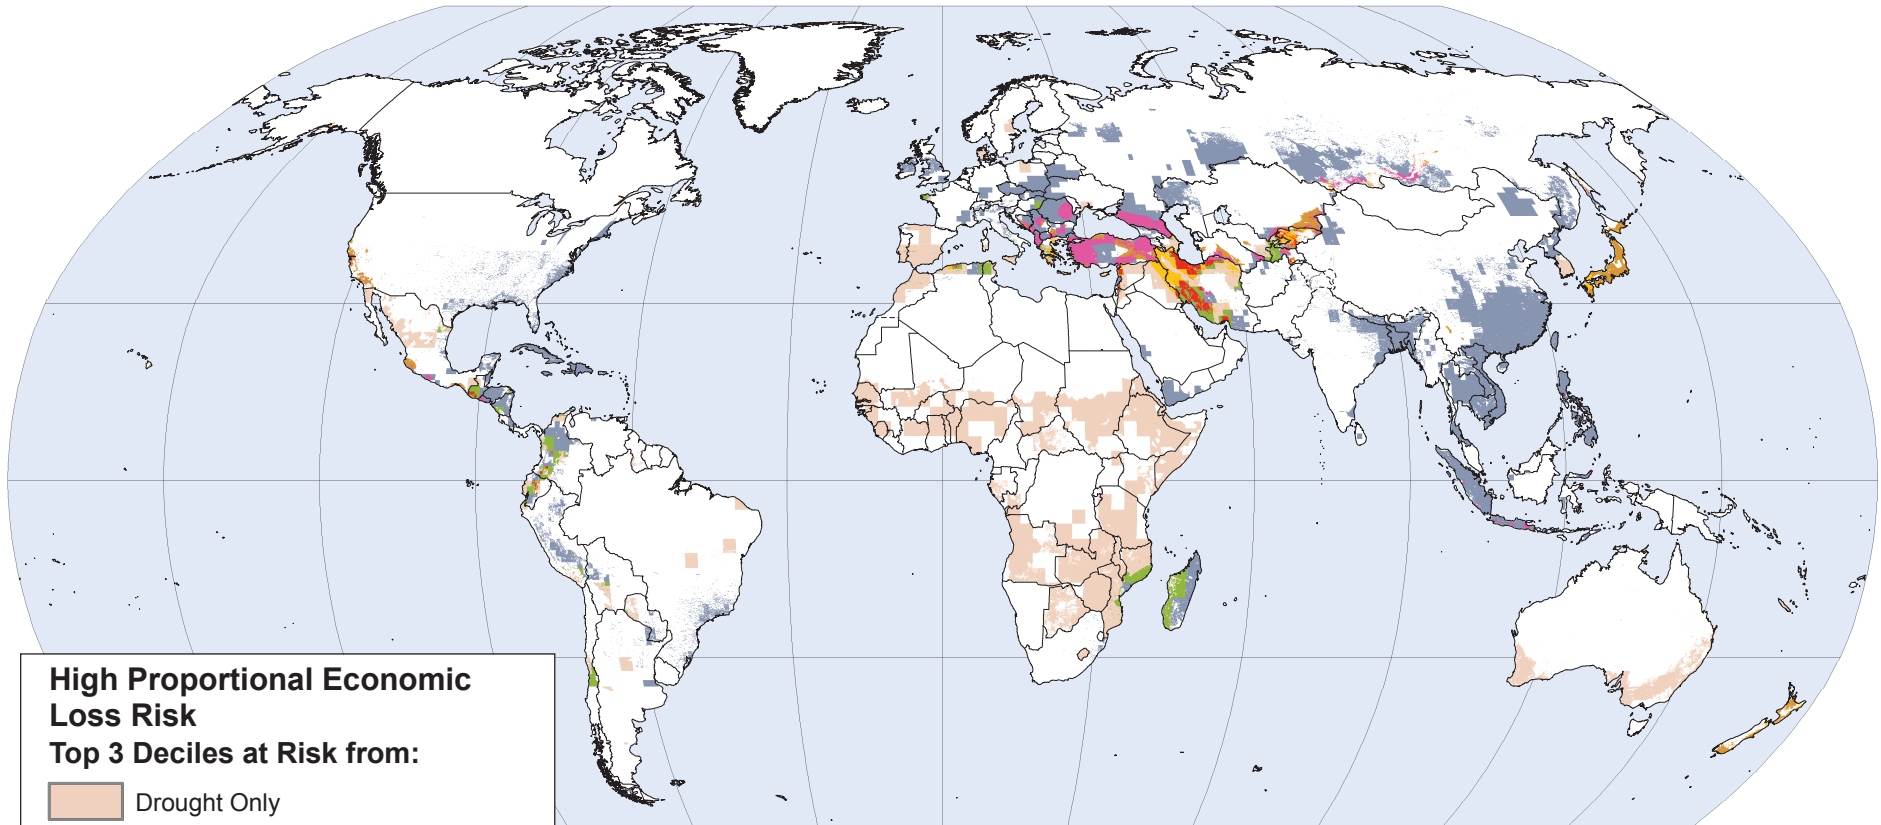 High Proportional Economic
Loss Risk
Top 3 Deciles at Risk from:
Drought Only